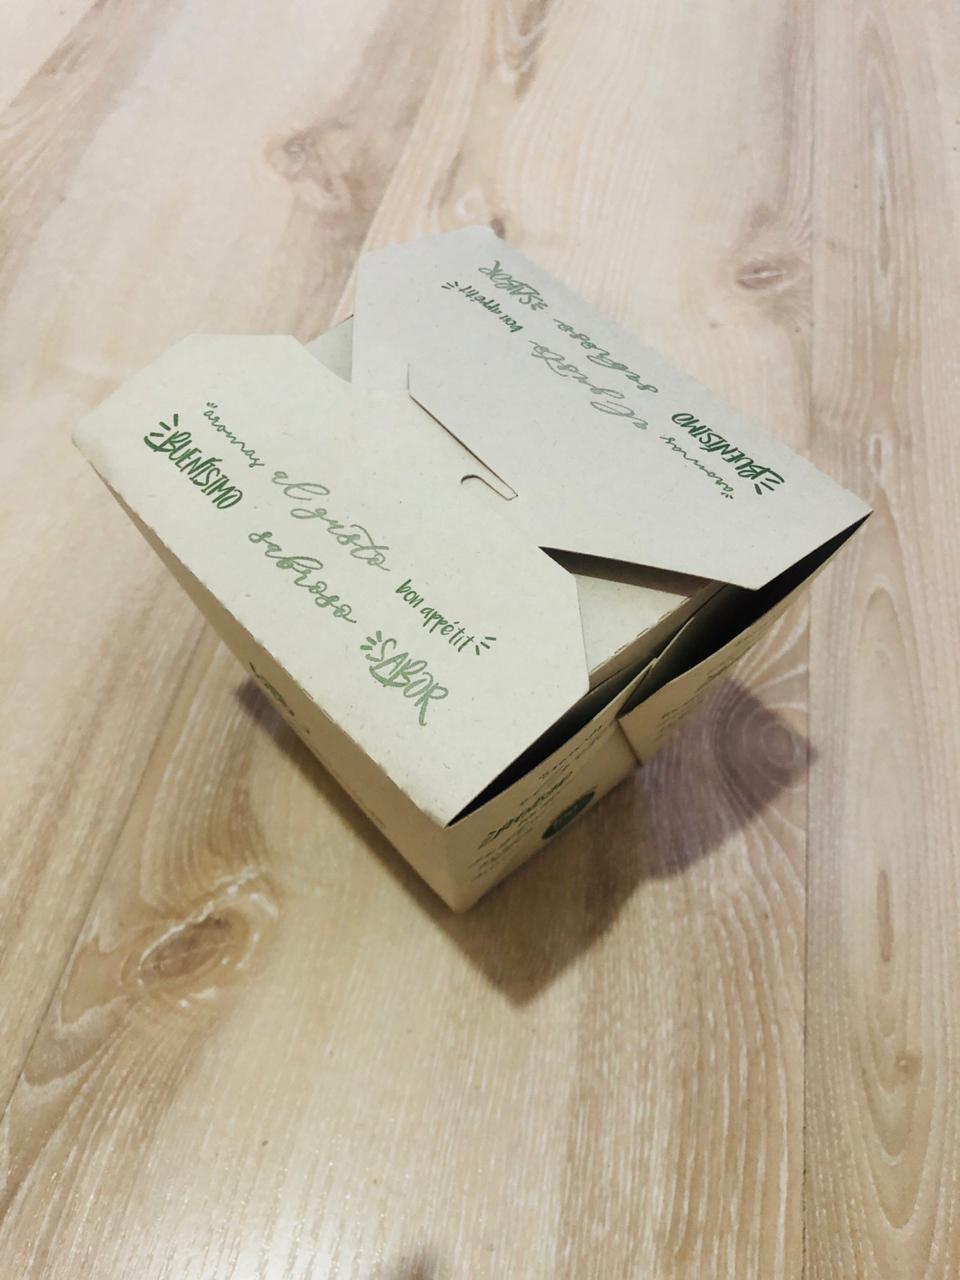 aromas
BUENÍSIMO
el gusto
sabroso
bon appétit
SABOR
SABOR
bon appétit
sabroso
el gusto
BUENÍSIMO
aromas